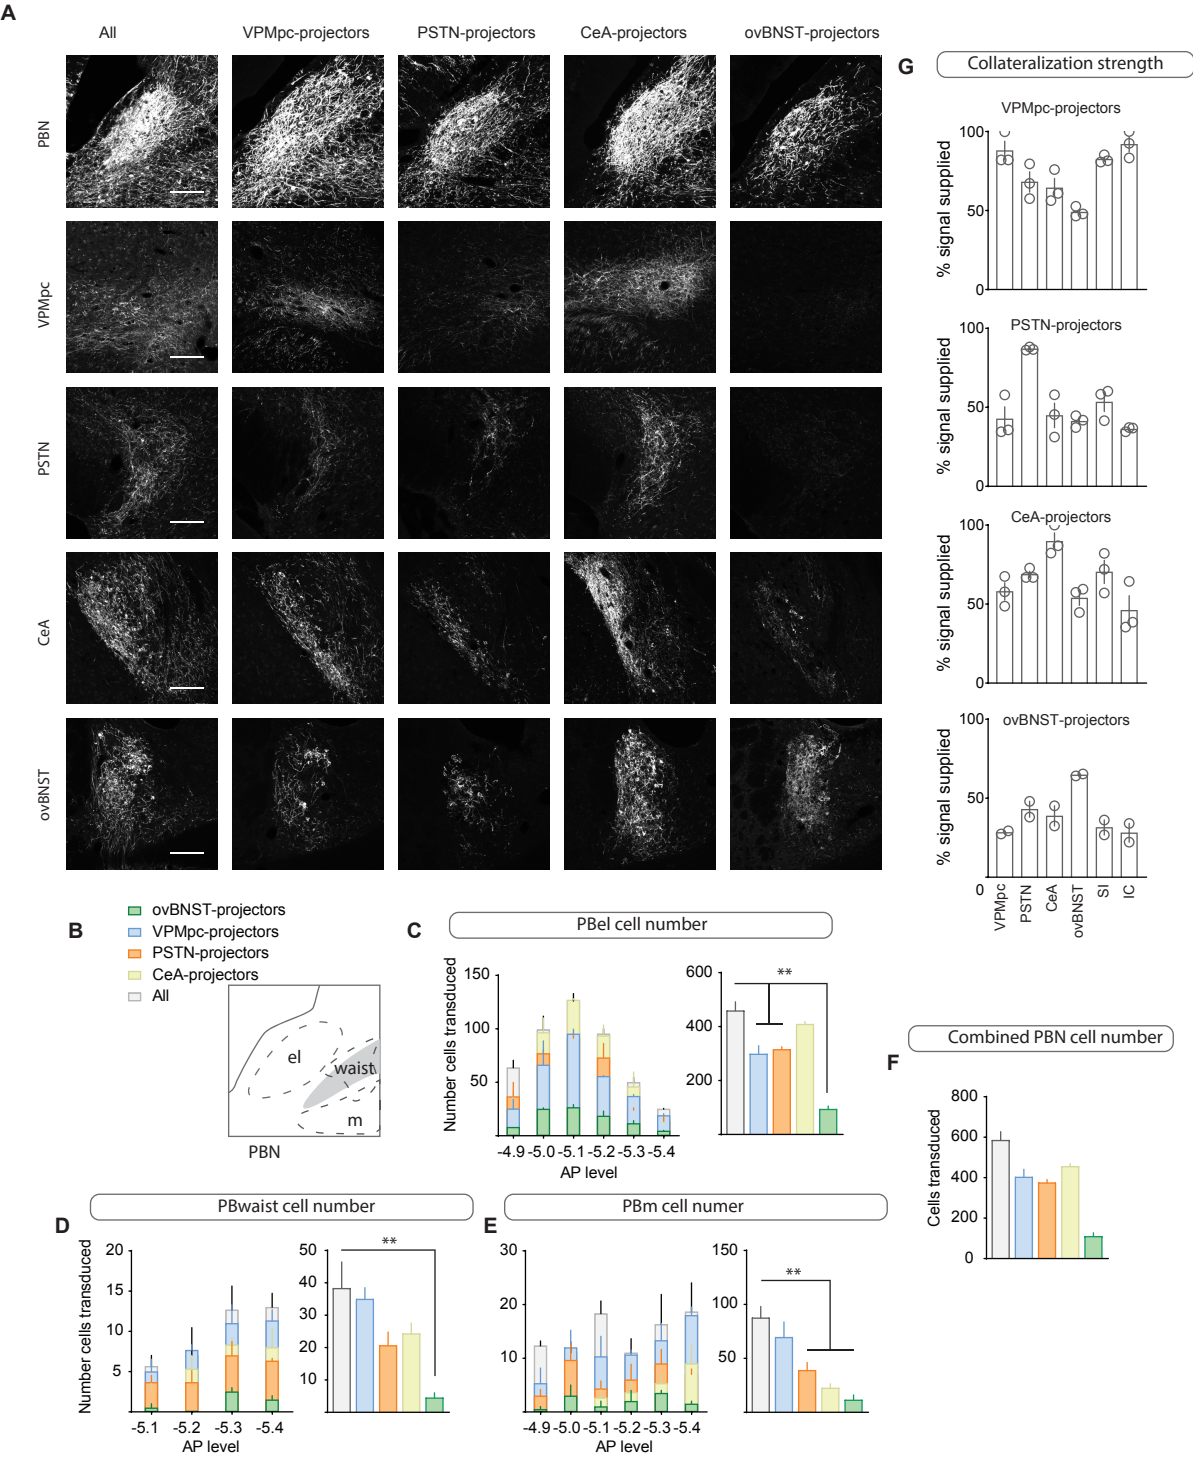 A
All
VPMpc-projectors
PSTN-projectors
CeA-projectors
ovBNST-projectors
PBN
VPMpc
PSTN
CeA
ovBNST
G
Collateralization strength
VPMpc-projectors
% signal supplied
100
50
0
PSTN-projectors
% signal supplied
100
50
0
CeA-projectors
% signal supplied
100
50
0
ovBNST-projectors
% signal supplied
100
50
0
VPMpc
PSTN
CeA
ovBNST
SI
IC
B
ovBNST-projectors
VPMpc-projectors
PSTN-projectors
CeA-projectors
All
el
waist
m
PBN
C
PBel cell number
Number cells transduced
150
100
50
-4.9 -5.0 -5.1 -5.2 -5.3 -5.4
AP level
600
400
200
**
F
Combined PBN cell number
Cells transduced
800
600
400
200
0
D
PBwaist cell number
Number cells transduced
20
15
10
5
-5.1 -5.2 -5.3 -5.4
AP level
50
40
30
20
10
**
E
PBm cell numer
30
20
10
-4.9 -5.0 -5.1 -5.2 -5.3 -5.4
AP level
150
100
50
**